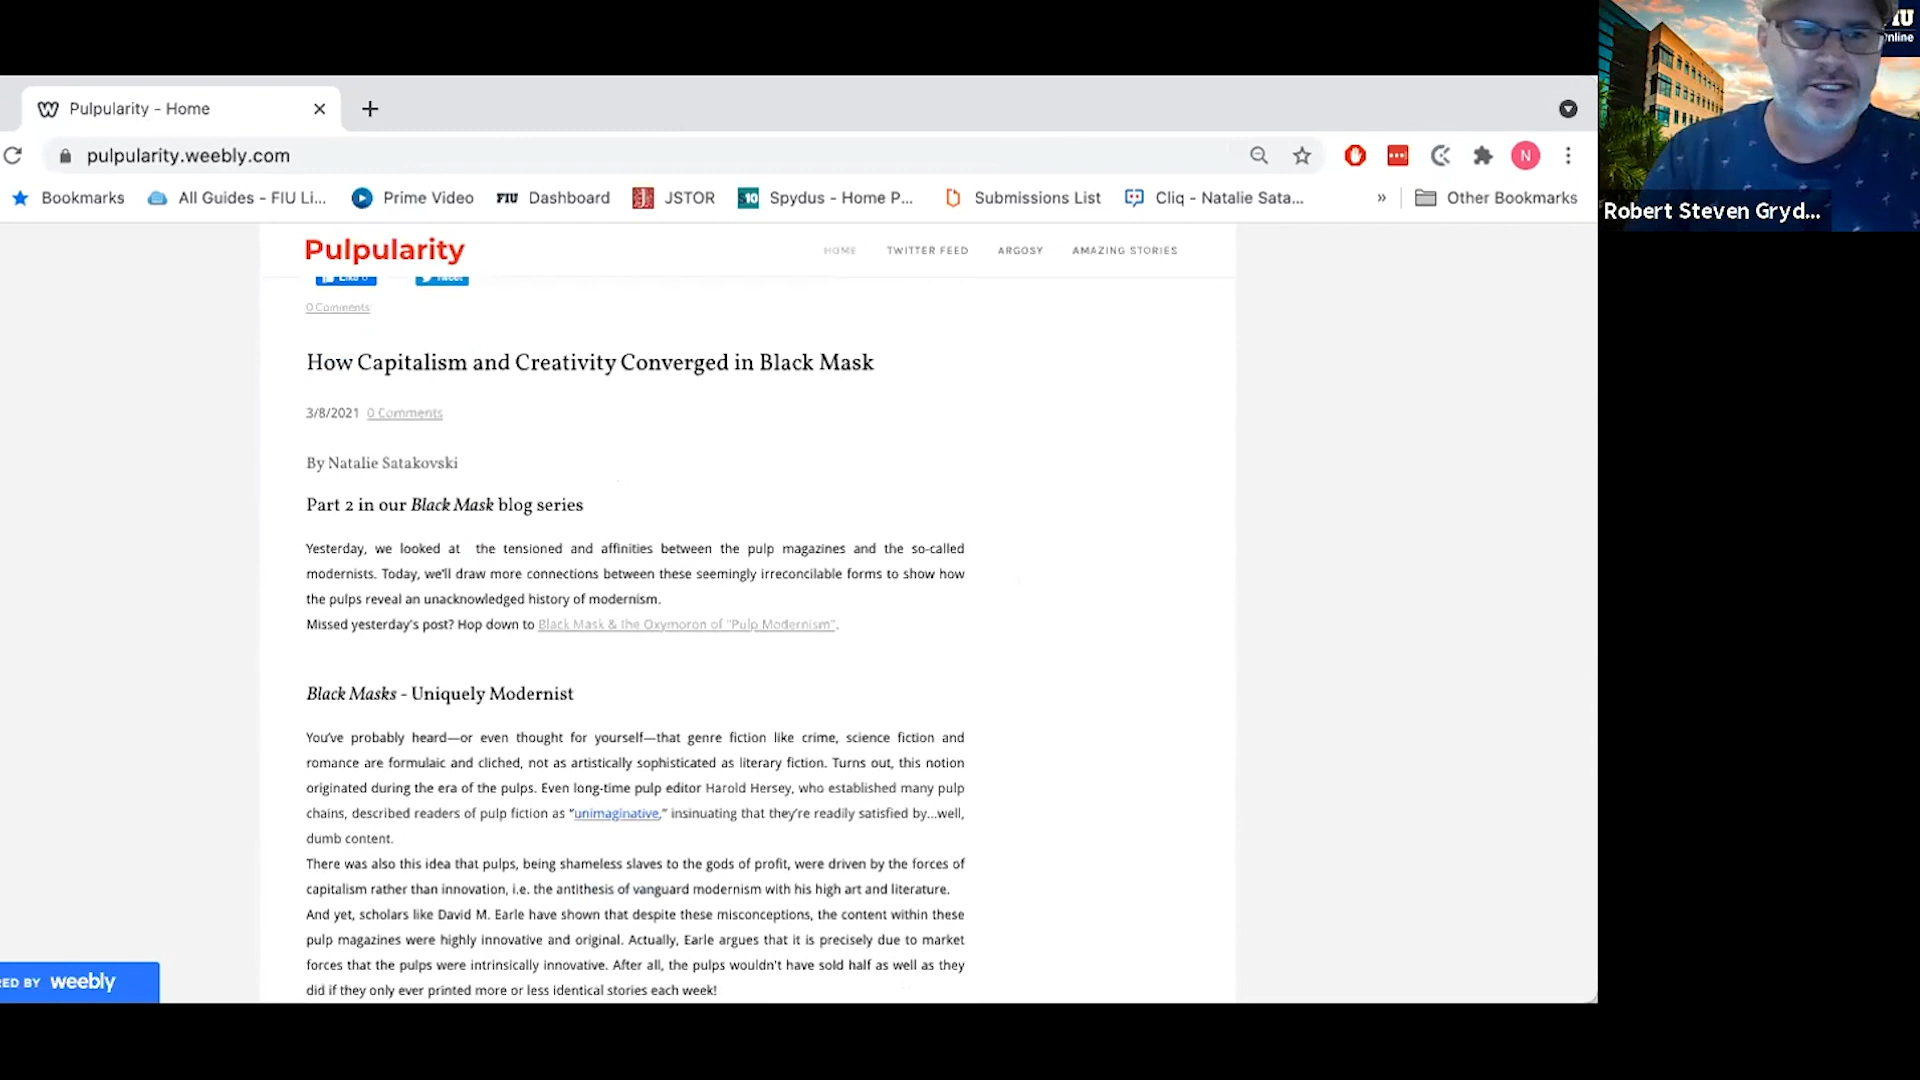 Pulpularity - Home
pulpularity.weebly.com
N
Bookmarks
All Guides - FIU Li...
Prime Video
FIU Dashboard
JSTOR
Spydus - Home P...
Submissions List
Cliq - Natalie Sata...
»
Other Bookmarks
Pulpularity
HOME
TWITTER FEED
ARGOSY
AMAZING STORIES
Like 0
Tweet
0 Comments
How Capitalism and Creativity Converged in Black Mask
3/8/2021 0 Comments
By Natalie Satakovski
Part 2 in our Black Mask blog series
Yesterday, we looked at the tensioned and affinities between the pulp magazines and the so-called
modernists. Today, we'll draw more connections between these seemingly irreconcilable forms to show how
the pulps reveal an unacknowledged history of modernism.
Missed yesterday's post? Hop down to Black Mask & the Oxymoron of "Pulp Modernism".
Black Masks - Uniquely Modernist
You've probably heard—or even thought for yourself—that genre fiction like crime, science fiction and
romance are formulaic and cliched, not as artistically sophisticated as literary fiction. Turns out, this notion
originated during the era of the pulps. Even long-time pulp editor Harold Hersey, who established many pulp
chains, described readers of pulp fiction as "unimaginative," insinuating that they're readily satisfied by...well,
dumb content.
There was also this idea that pulps, being shameless slaves to the gods of profit, were driven by the forces of
capitalism rather than innovation, i.e. the antithesis of vanguard modernism with his high art and literature.
And yet, scholars like David M. Earle have shown that despite these misconceptions, the content within these
pulp magazines were highly innovative and original. Actually, Earle argues that it is precisely due to market
forces that the pulps were intrinsically innovative. After all, the pulps wouldn't have sold half as well as they
did if they only ever printed more or less identical stories each week!
RED BY weebly
Robert Steven Gryd...